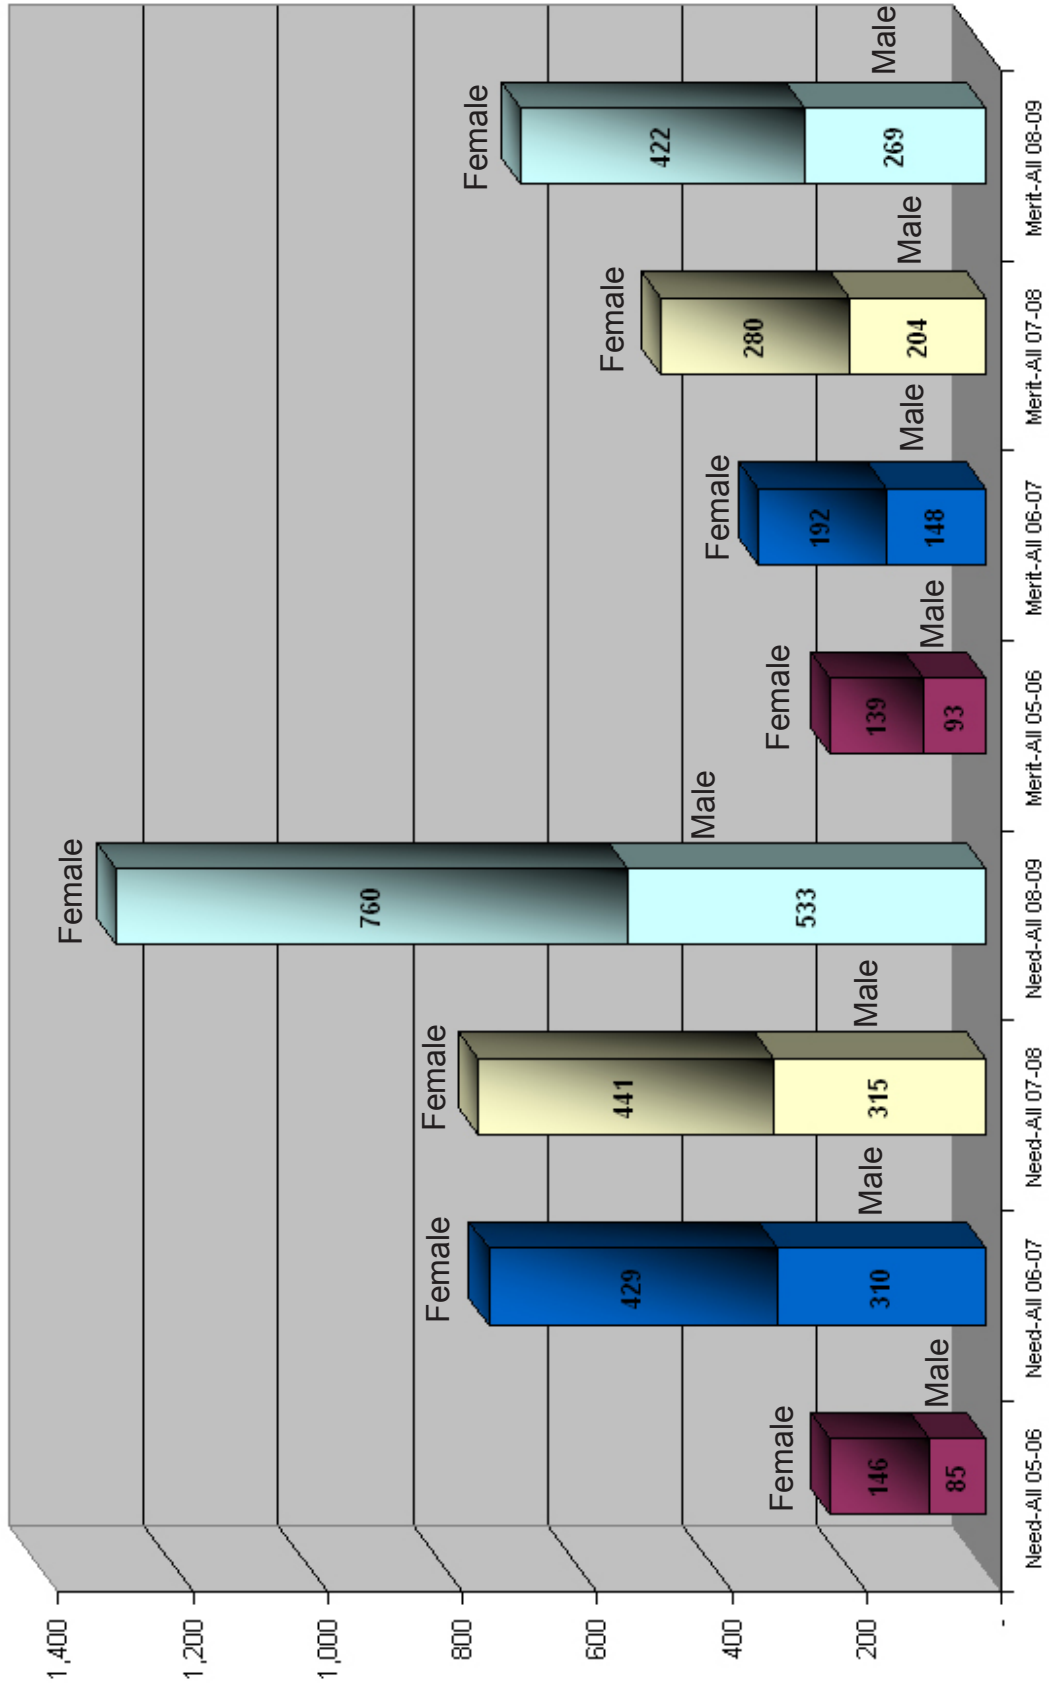 1,400
1,200
1,000
800
600
400
200
-
Female
146
85
Male
Need-All 05-06
Female
429
310
Male
Need-All 06-07
Female
441
315
Male
Need-All 07-08
Female
760
533
Male
Need-All 08-09
Female
139
93
Male
Merit-All 05-06
Female
192
148
Male
Merit-All 06-07
Female
280
204
Male
Merit-All 07-08
Female
422
269
Male
Merit-All 08-09